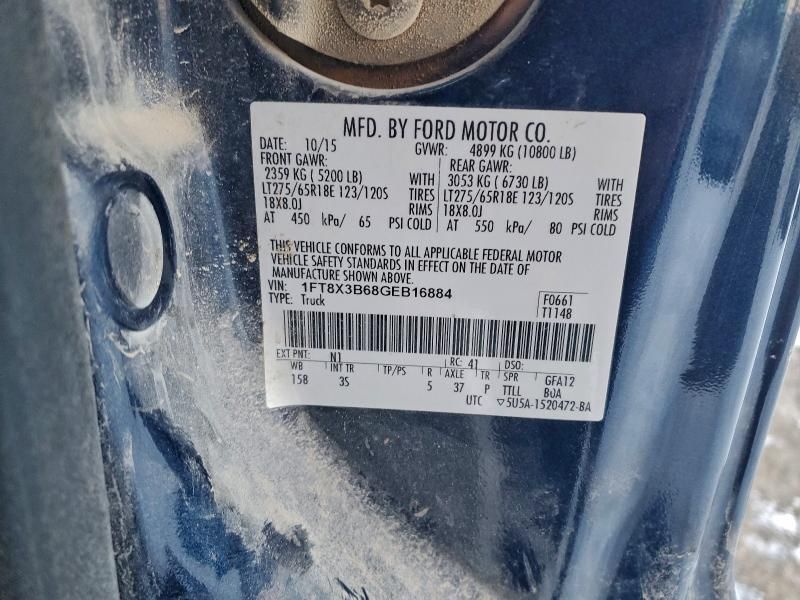 MFD. BY FORD MOTOR CO.
DATE: 10/15 GVWR: 4899 KG (10800 LB)
FRONT GAWR: REAR GAWR:
2359 KG ( 5200 LB) WITH 3053 KG ( 6730 LB) WITH
LT275/65R18E 123/120S TIRES LT275/65R18E 123/120S TIRES
18X8.0J RIMS 18X8.0J RIMS
AT 450 kPa/ 65 PSI COLD AT 550 kPa/ 80 PSI COLD
THIS VEHICLE CONFORMS TO ALL APPLICABLE FEDERAL MOTOR
VEHICLE SAFETY STANDARDS IN EFFECT ON THE DATE OF
MANUFACTURE SHOWN ABOVE.
VIN: 1FT8X3B68GEB16884 F0661
TYPE: Truck T1148
EXT PNT: N1 RC: 41 DSO:
WB INT TR TP/PS R AXLE TR SPR GFA12
158 3S 5 37 P TTLL BUA
UTC ▽5U5A-1520472-BA